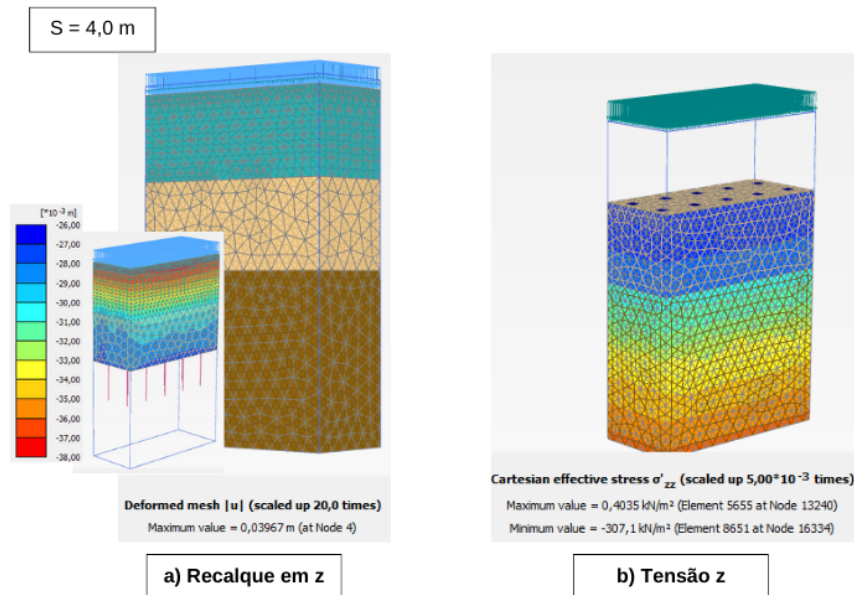 S = 4,0 m
[*10⁻³ m]
-26,00
-27,00
-28,00
-29,00
-30,00
-31,00
-32,00
-33,00
-34,00
-35,00
-36,00
-37,00
-38,00
Deformed mesh |u| (scaled up 20,0 times)
Maximum value = 0,03967 m (at Node 4)
a) Recalque em z
Cartesian effective stress σ'zz (scaled up 5,00*10⁻³ times)
Maximum value = 0,4035 kN/m² (Element 5655 at Node 13240)
Minimum value = -307,1 kN/m² (Element 8651 at Node 16334)
b) Tensão z